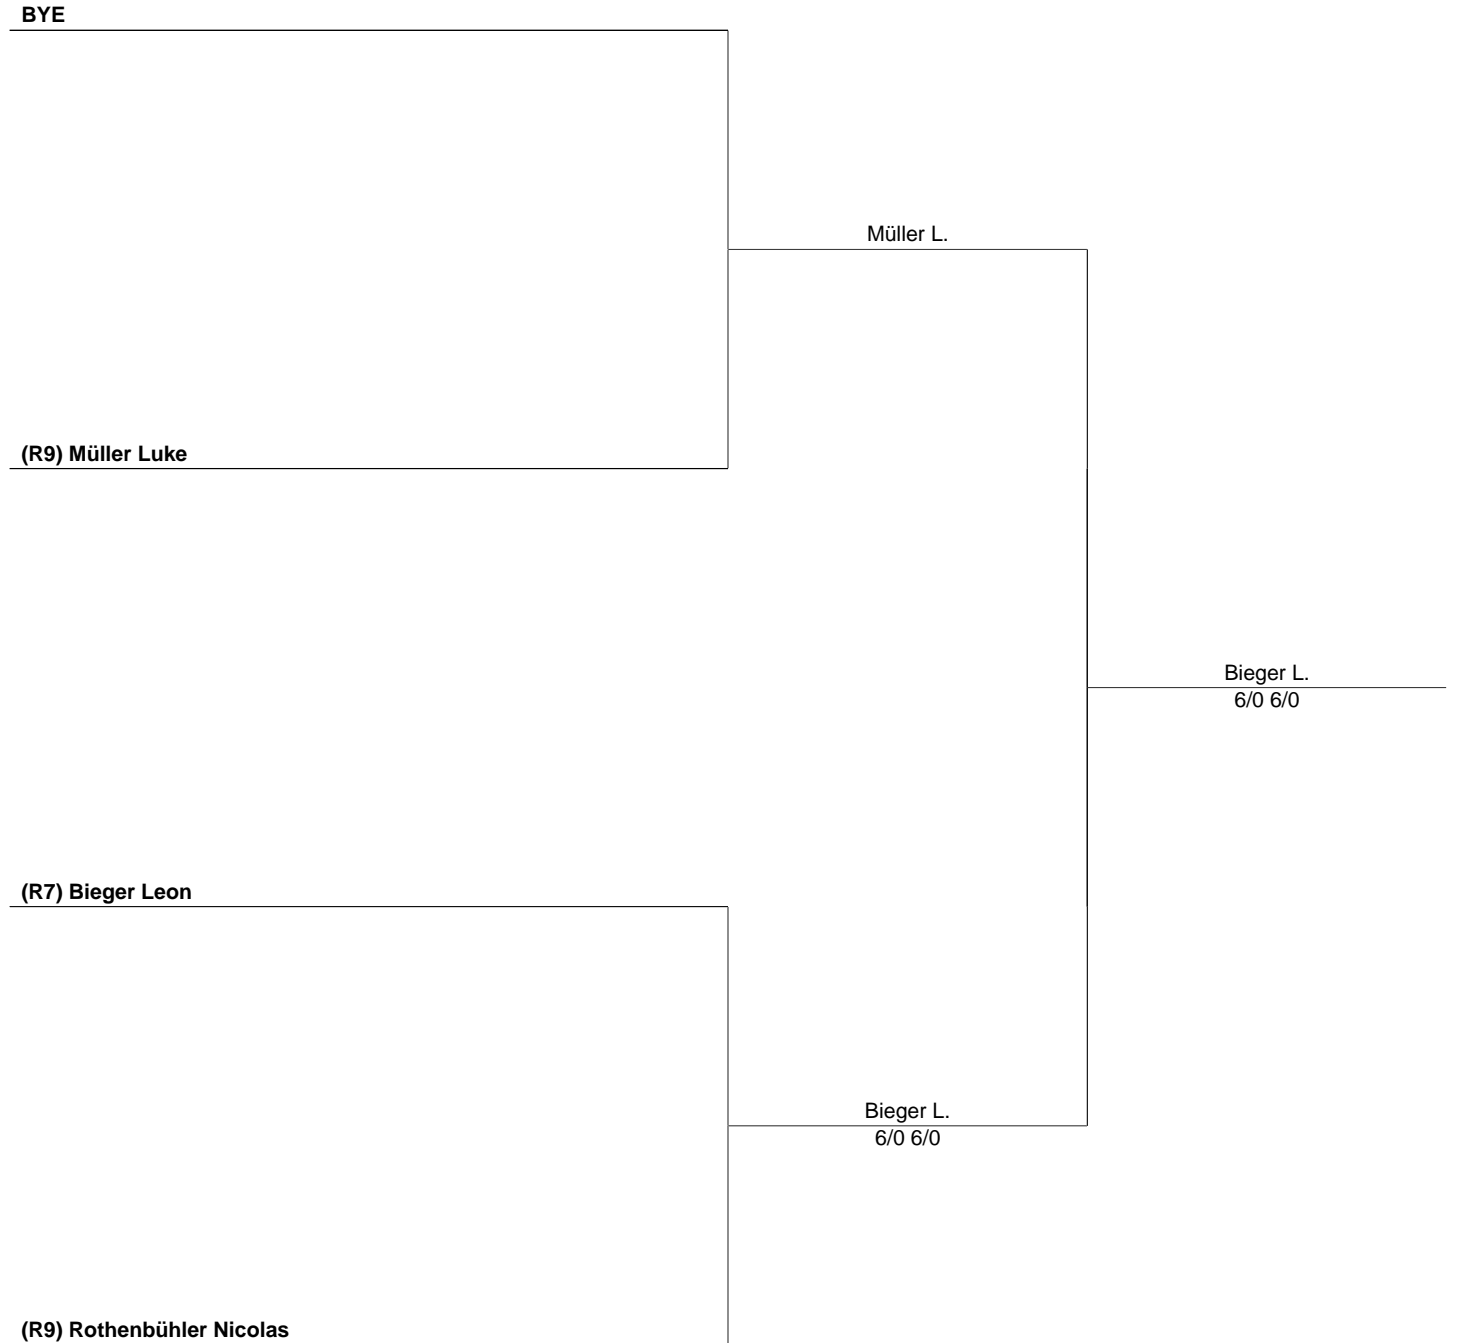 BYE
Müller L.
(R9) Müller Luke
Bieger L.
6/0 6/0
(R7) Bieger Leon
Bieger L.
6/0 6/0
(R9) Rothenbühler Nicolas